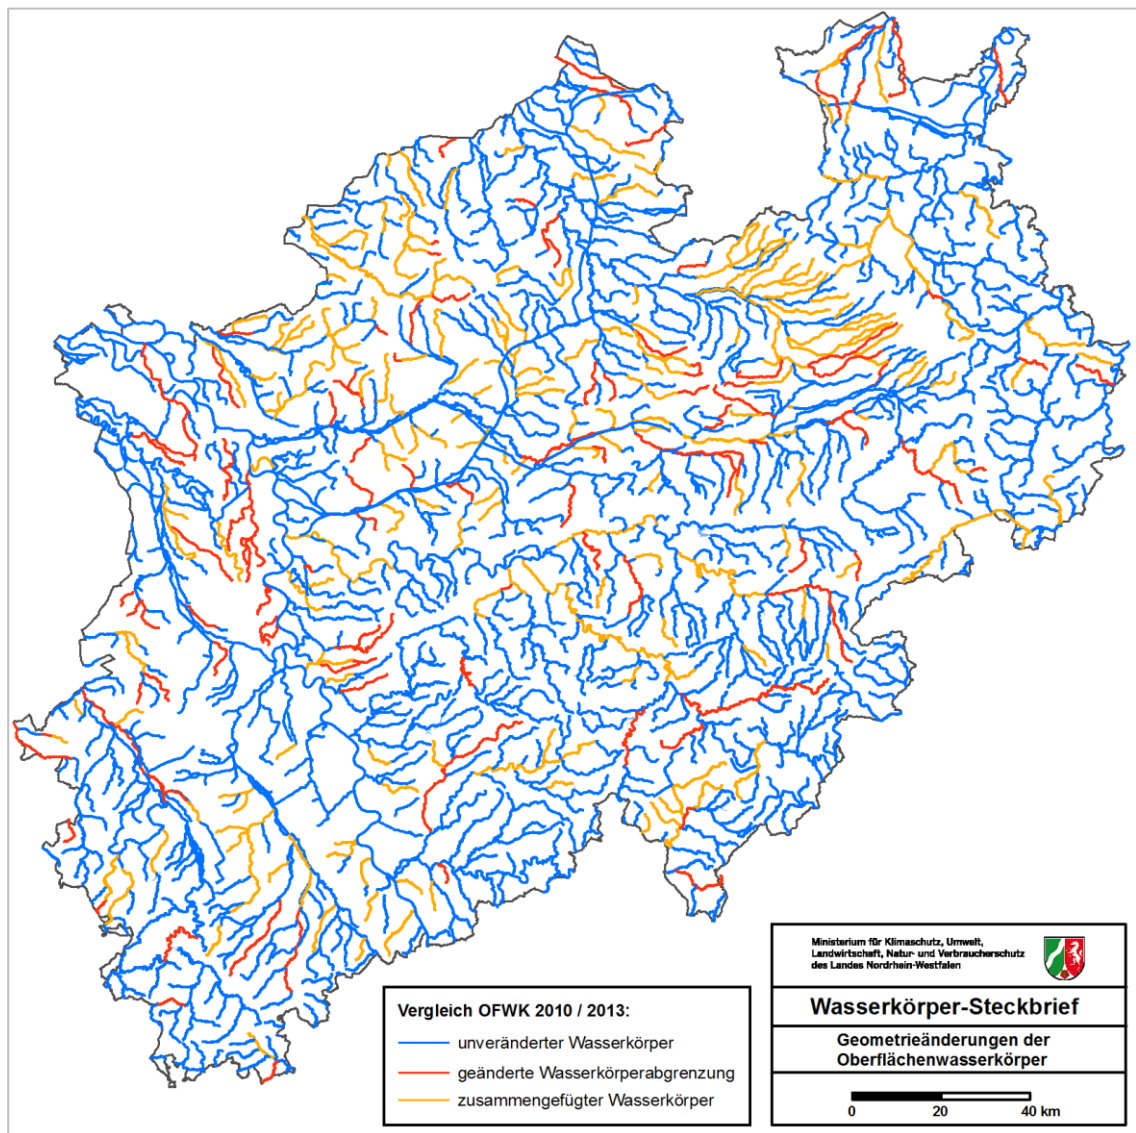 Ministerium für Klimaschutz, Umwelt,
Landwirtschaft, Natur- und Verbraucherschutz
des Landes Nordrhein-Westfalen
Wasserkörper-Steckbrief
Geometrieänderungen der
Oberflächenwasserkörper
0 20 40 km
Vergleich OFWK 2010 / 2013:
unveränderter Wasserkörper
geänderte Wasserkörperabgrenzung
zusammengefügter Wasserkörper